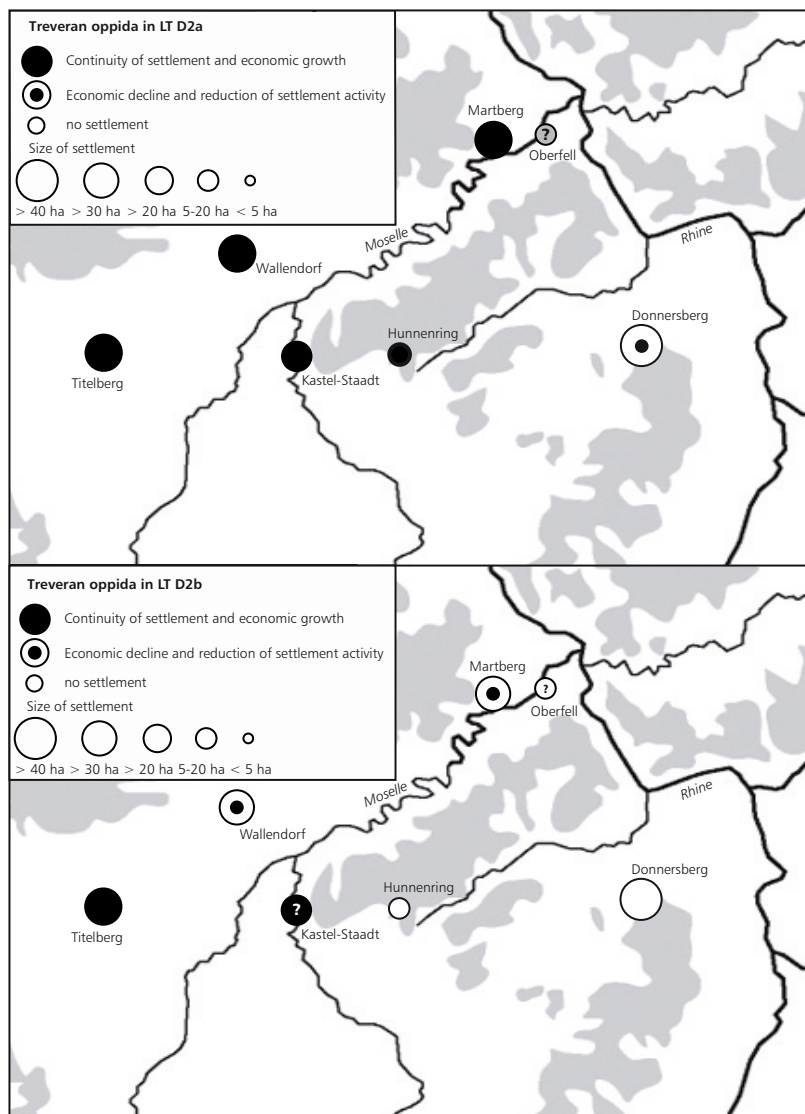 Treveran oppida in LT D2a
Continuity of settlement and economic growth
Economic decline and reduction of settlement activity
no settlement
Size of settlement
> 40 ha > 30 ha > 20 ha 5-20 ha < 5 ha
Martberg
?
Oberfell
Moselle
Rhine
Wallendorf
Donnersberg
Hunnenring
Titelberg
Kastel-Staadt
Treveran oppida in LT D2b
Continuity of settlement and economic growth
Economic decline and reduction of settlement activity
no settlement
Size of settlement
> 40 ha > 30 ha > 20 ha 5-20 ha < 5 ha
Martberg
?
Oberfell
Moselle
Rhine
Wallendorf
Donnersberg
Hunnenring
?
Titelberg
Kastel-Staadt